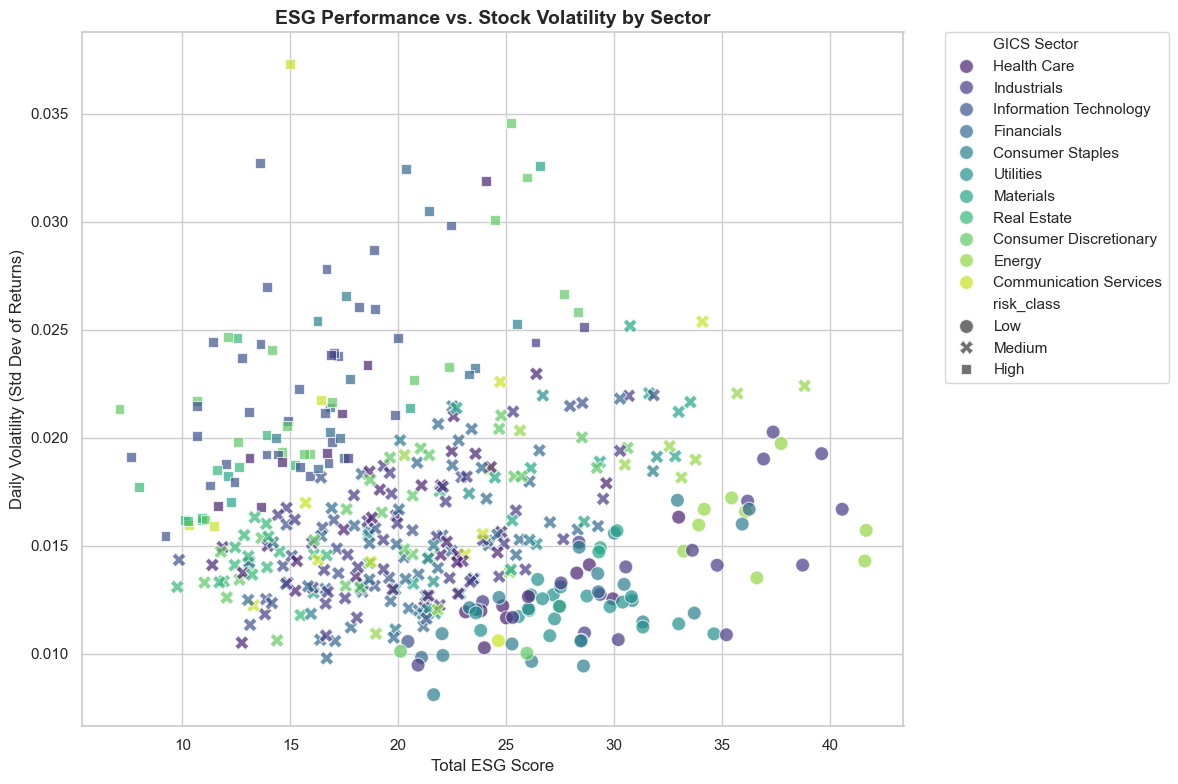 ESG Performance vs. Stock Volatility by Sector
GICS Sector
Health Care
Industrials
Information Technology
Financials
Consumer Staples
Utilities
Materials
Real Estate
Consumer Discretionary
Energy
Communication Services
risk_class
Low
Medium
High
Daily Volatility (Std Dev of Returns)
0.035
0.030
0.025
0.020
0.015
0.010
10
15
20
25
30
35
40
Total ESG Score